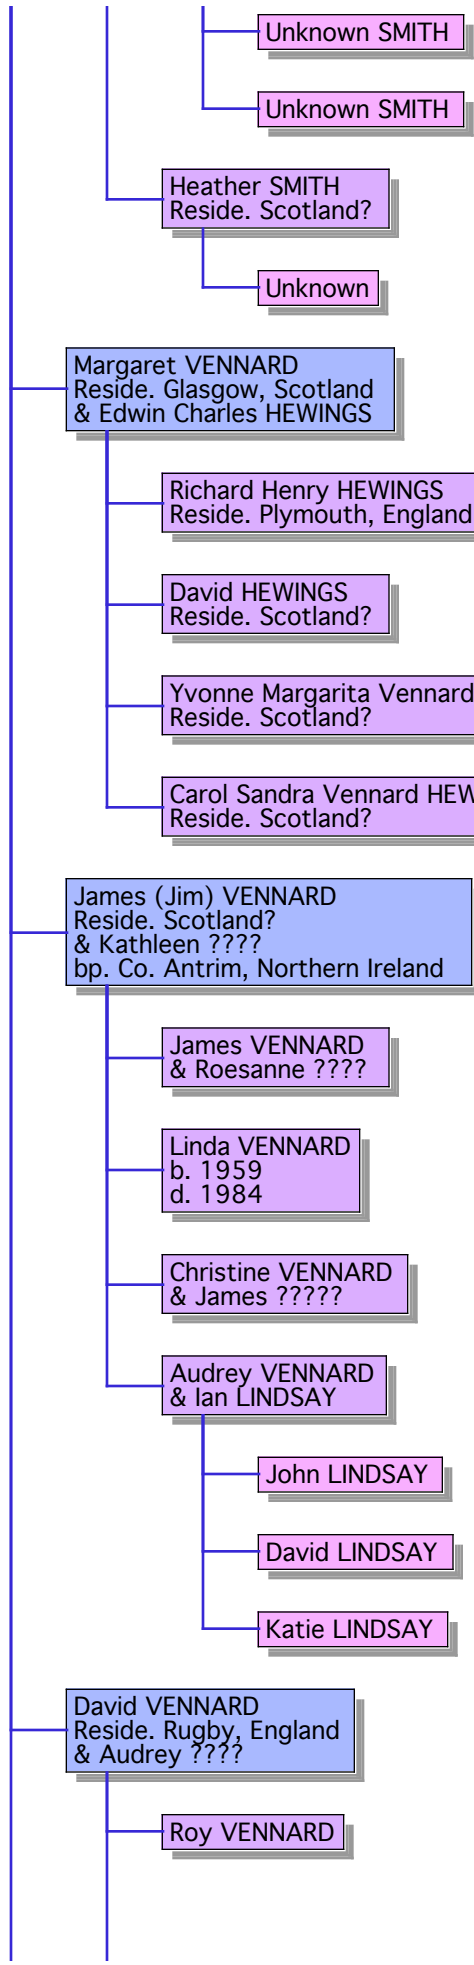 Unknown SMITH
Unknown SMITH
Heather SMITH
Reside. Scotland?
Unknown
Margaret VENNARD
Reside. Glasgow, Scotland
& Edwin Charles HEWINGS
Richard Henry HEWINGS
Reside. Plymouth, England
David HEWINGS
Reside. Scotland?
Yvonne Margarita Vennard
Reside. Scotland?
Carol Sandra Vennard HEW
Reside. Scotland?
James (Jim) VENNARD
Reside. Scotland?
& Kathleen ????
bp. Co. Antrim, Northern Ireland
James VENNARD
& Roesanne ????
Linda VENNARD
b. 1959
d. 1984
Christine VENNARD
& James ?????
Audrey VENNARD
& Ian LINDSAY
John LINDSAY
David LINDSAY
Katie LINDSAY
David VENNARD
Reside. Rugby, England
& Audrey ????
Roy VENNARD